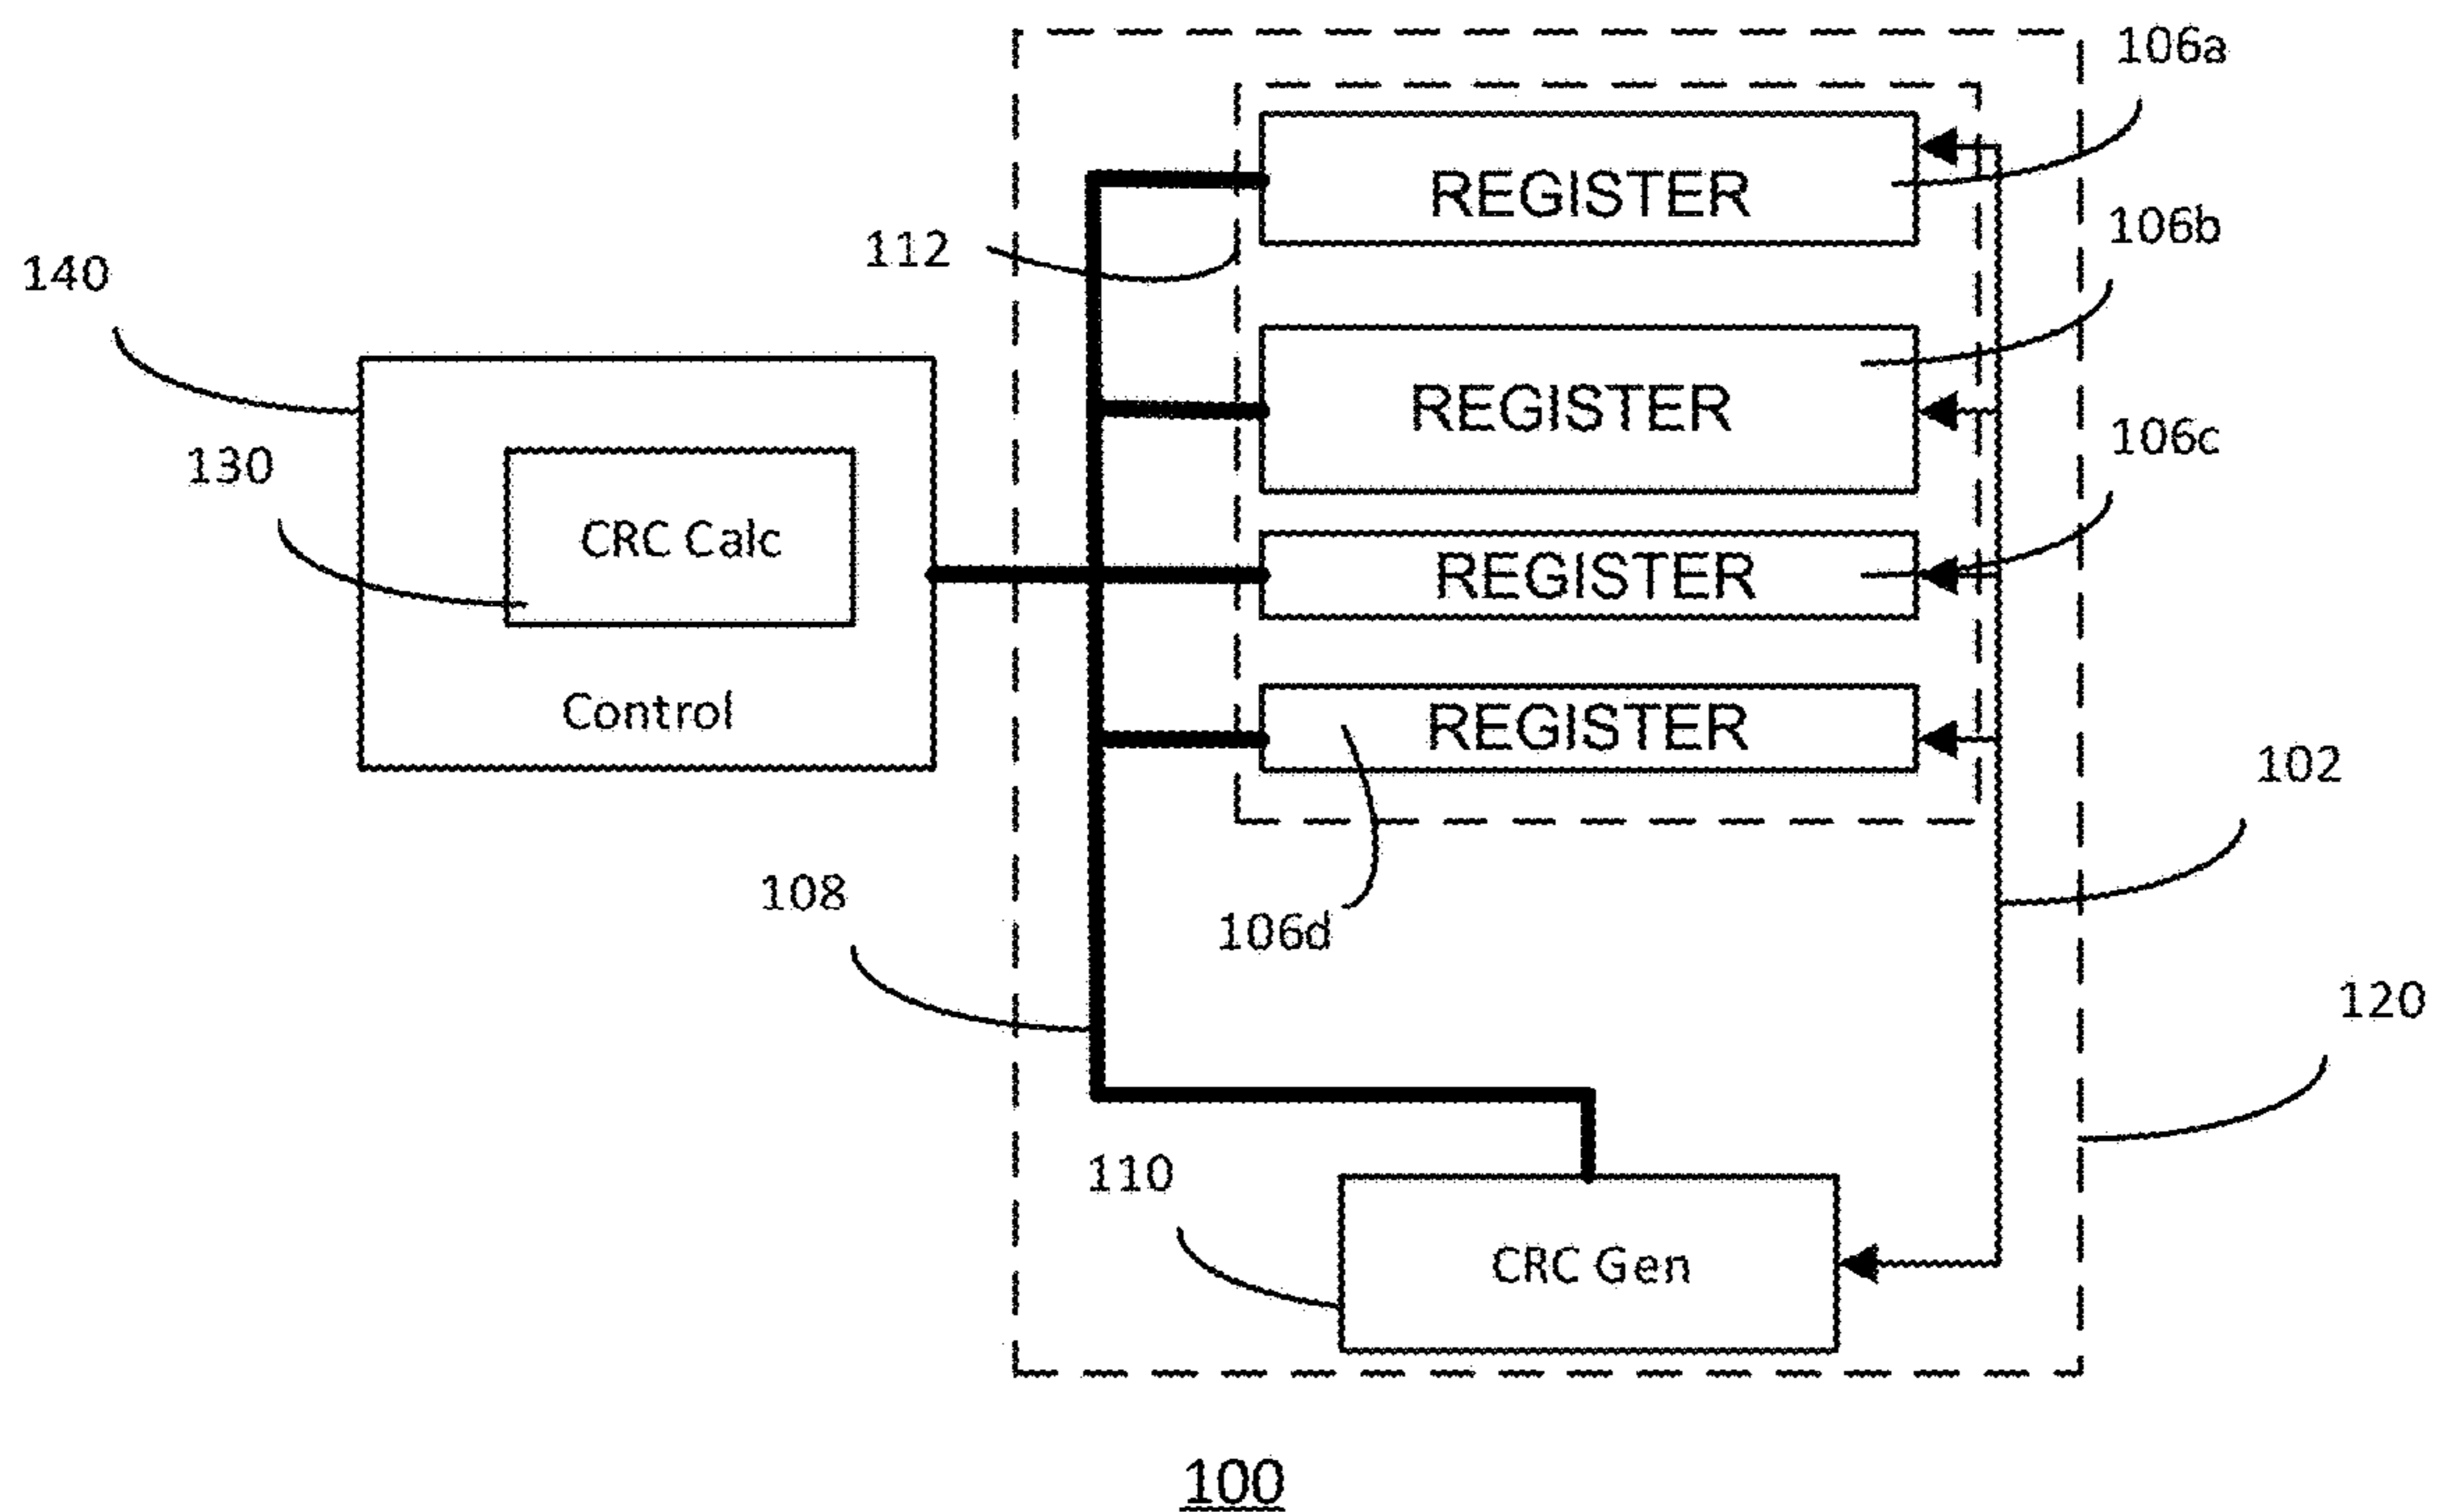 106a
REGISTER
106b
112
140
REGISTER
106c
130
CRC Calc
REGISTER
Control
REGISTER
102
108
106d
120
110
CRC Gen
100